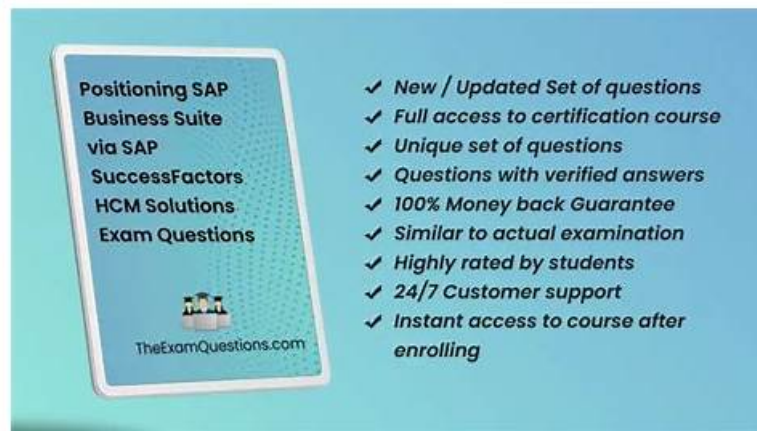 Positioning SAP
Business Suite
via SAP
SuccessFactors
HCM Solutions
Exam Questions
TheExamQuestions.com
✓ New / Updated Set of questions
✓ Full access to certification course
✓ Unique set of questions
✓ Questions with verified answers
✓ 100% Money back Guarantee
✓ Similar to actual examination
✓ Highly rated by students
✓ 24/7 Customer support
✓ Instant access to course after
enrolling